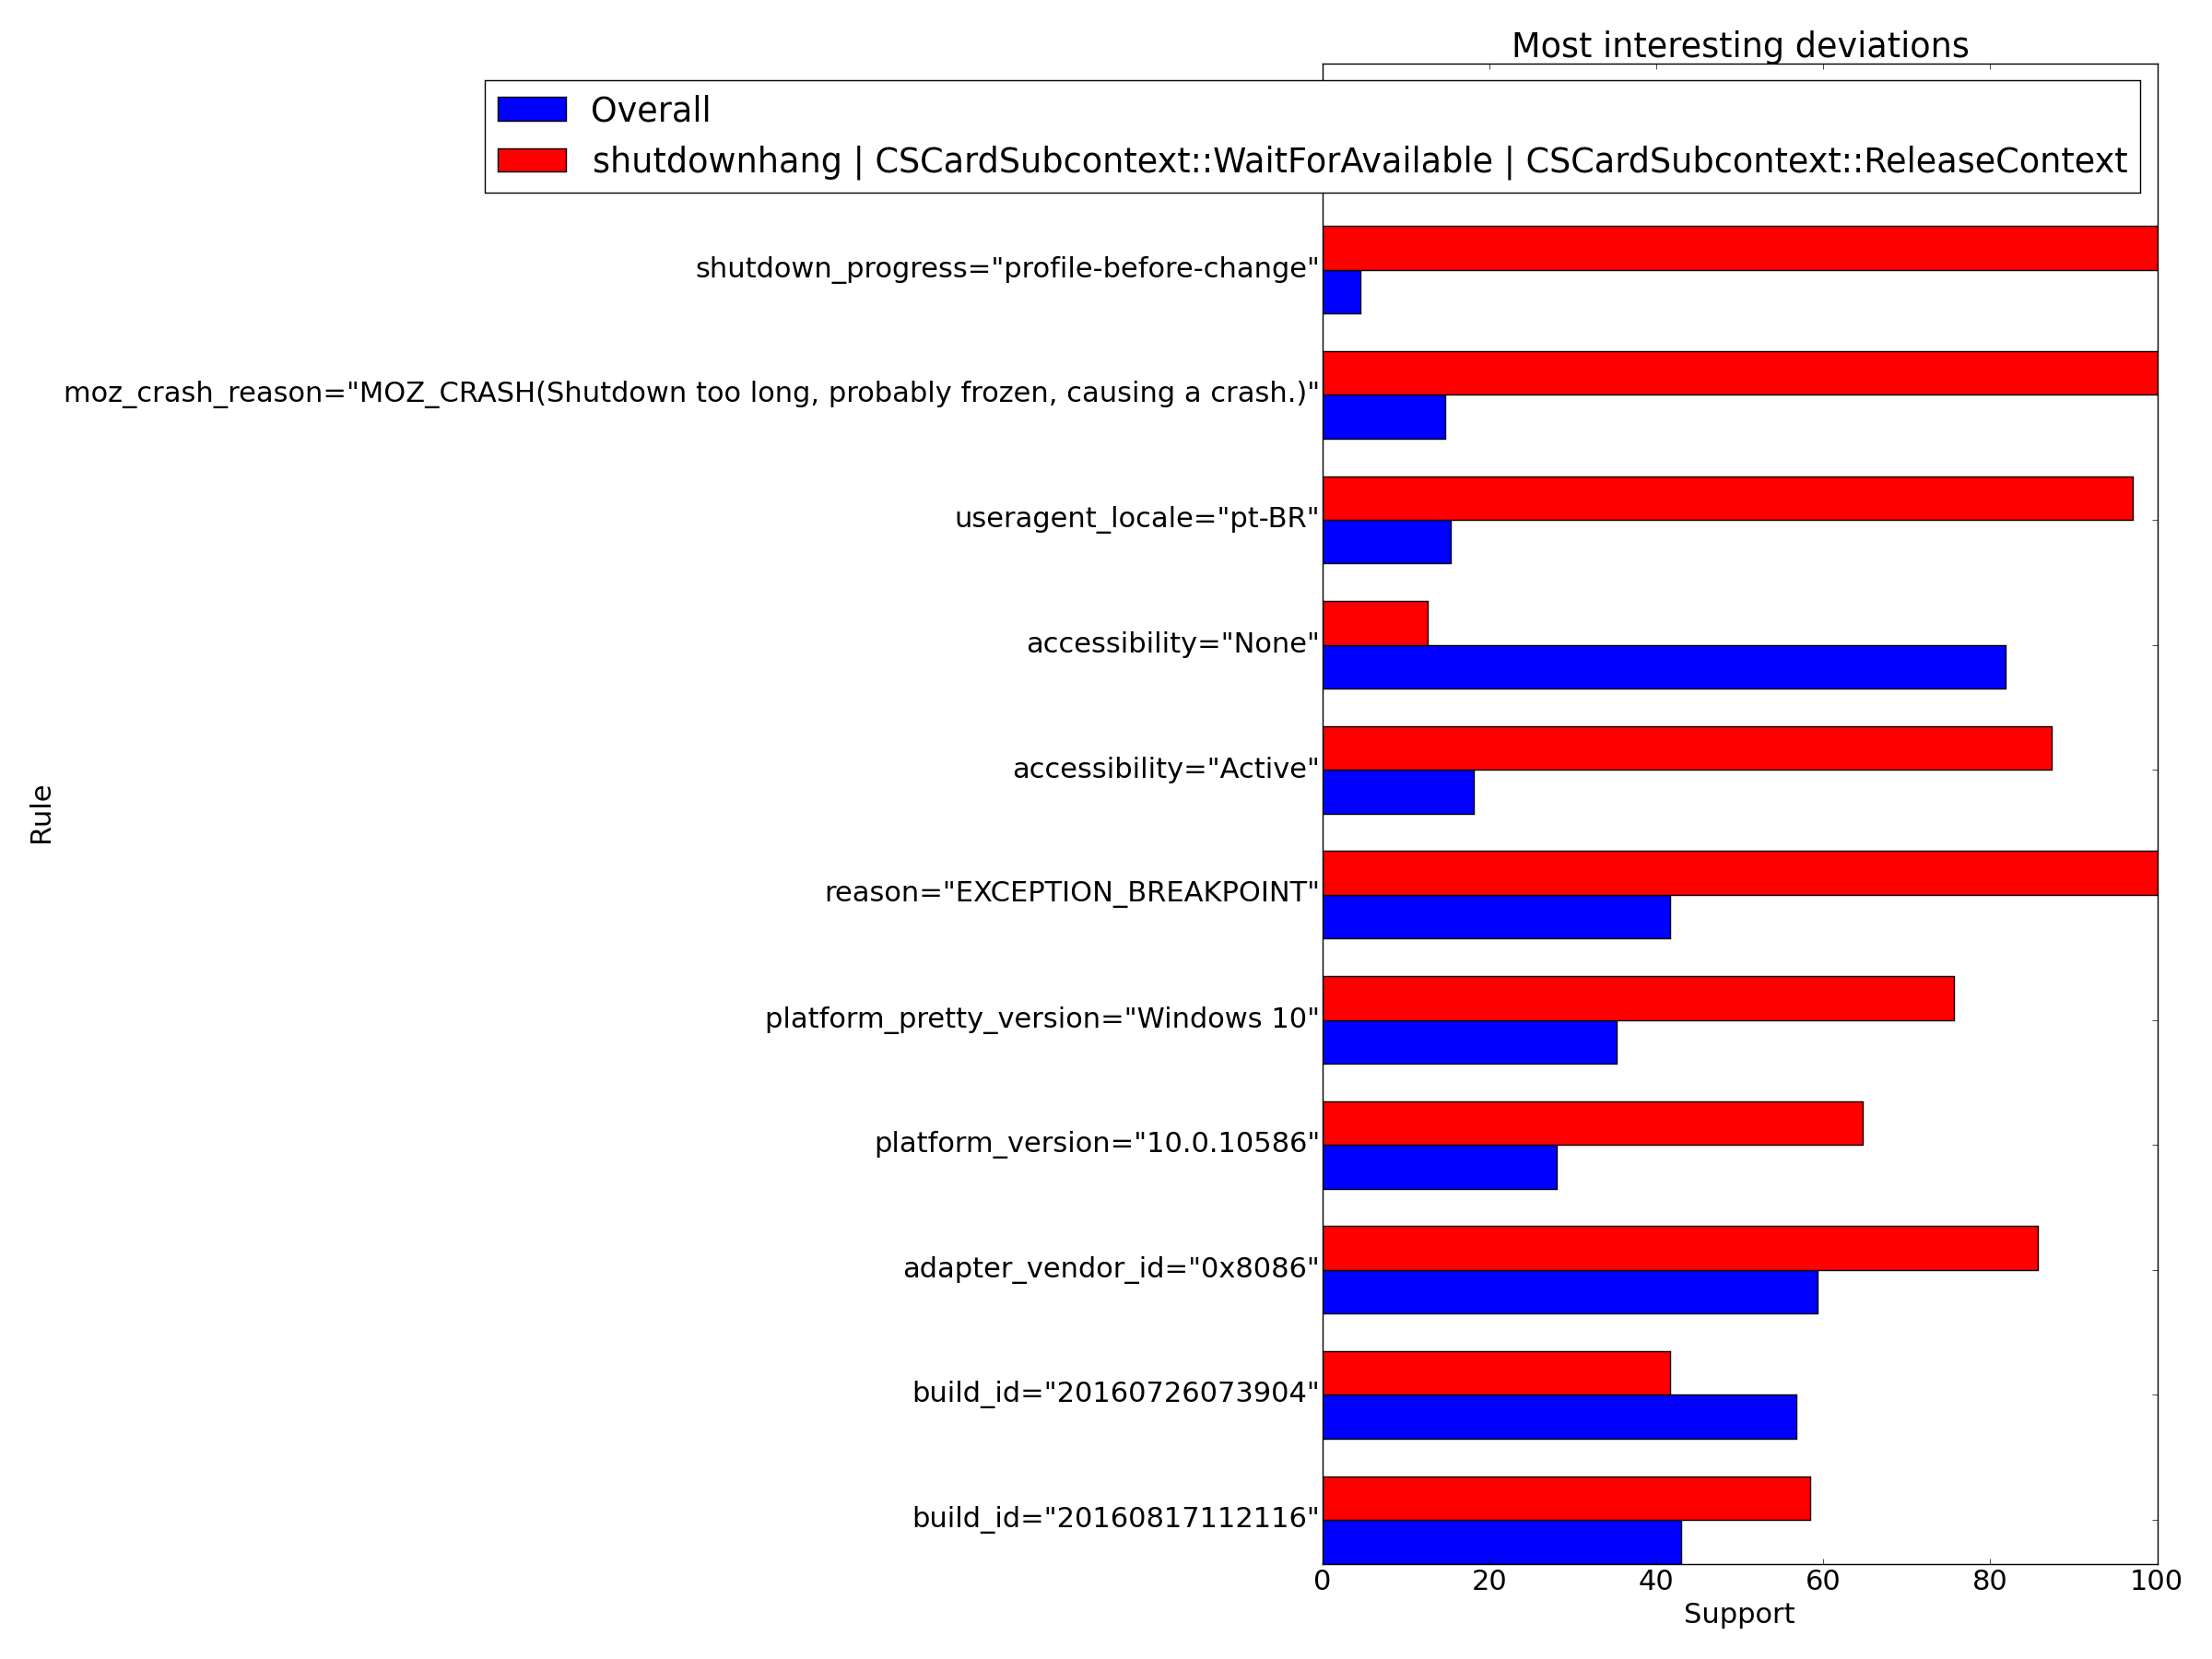 Most interesting deviations
Overall
shutdownhang | CSCardSubcontext::WaitForAvailable | CSCardSubcontext::ReleaseContext
shutdown_progress="profile-before-change"
moz_crash_reason="MOZ_CRASH(Shutdown too long, probably frozen, causing a crash.)"
useragent_locale="pt-BR"
accessibility="None"
accessibility="Active"
Rule
reason="EXCEPTION_BREAKPOINT"
platform_pretty_version="Windows 10"
platform_version="10.0.10586"
adapter_vendor_id="0x8086"
build_id="20160726073904"
build_id="20160817112116"
0 20 40 60 80 100
Support